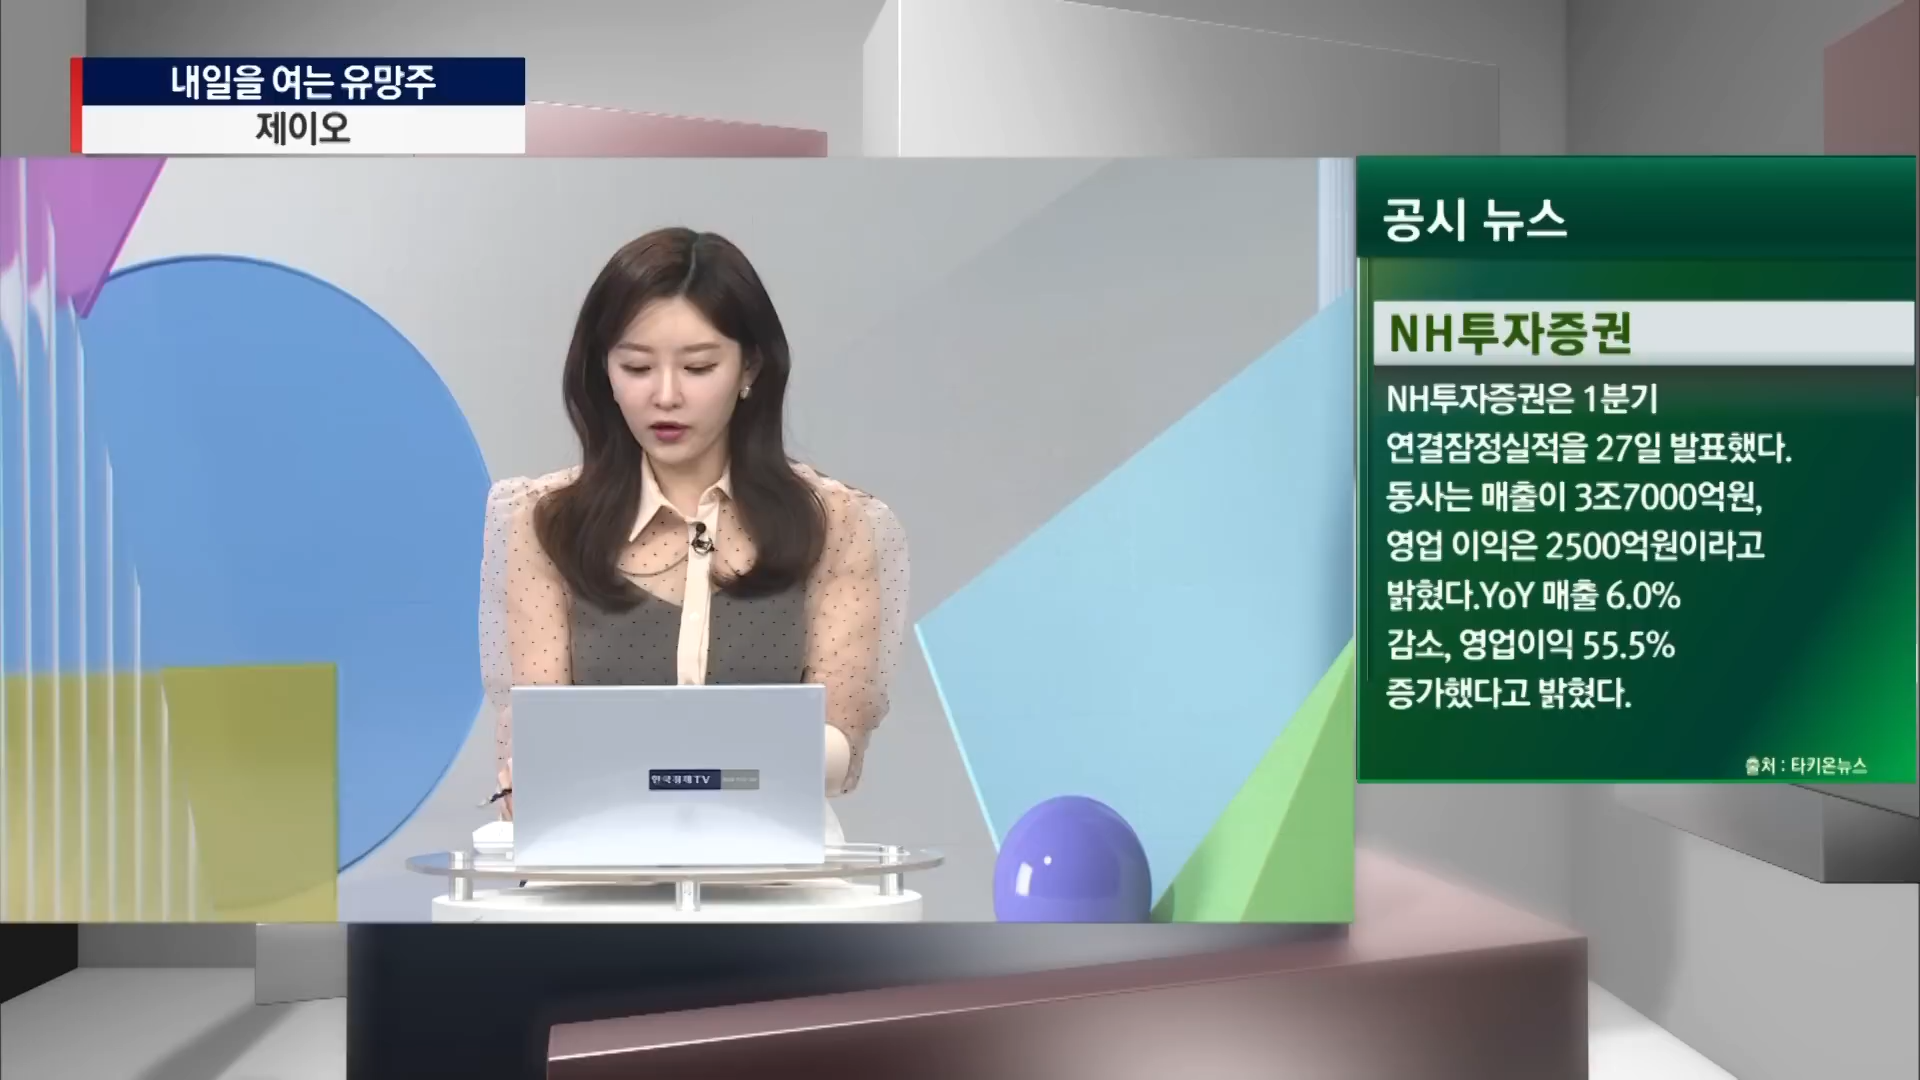 내일을 여는 유망주
제이오
공시 뉴스
NH투자증권
NH투자증권은 1분기
연결잠정실적을 27일 발표했다.
동사는 매출이 3조7000억원,
영업 이익은 2500억원이라고
밝혔다.YoY 매출 6.0%
감소, 영업이익 55.5%
증가했다고 밝혔다.
출처 : 타키온뉴스
한국경제TV